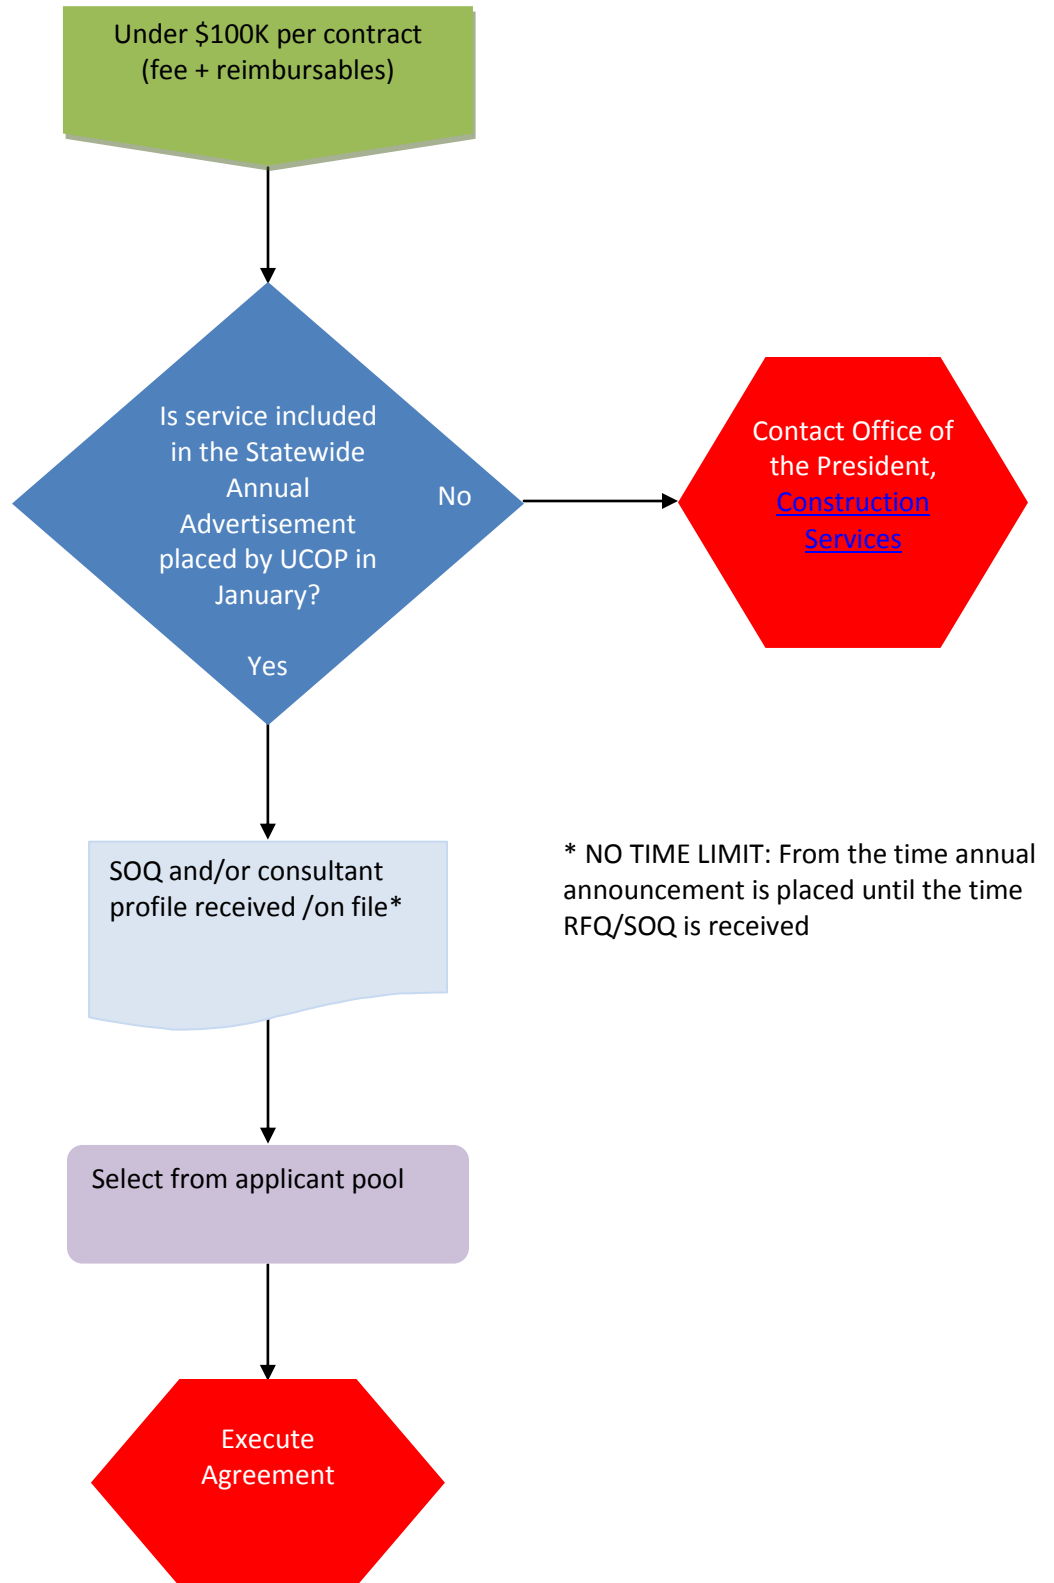 Under $100K per contract
(fee + reimbursables)
Is service included
in the Statewide
Annual
Advertisement
placed by UCOP in
January?
No
Yes
Contact Office of
the President,
Construction
Services
SOQ and/or consultant
profile received /on file*
* NO TIME LIMIT: From the time annual
announcement is placed until the time
RFQ/SOQ is received
Select from applicant pool
Execute
Agreement